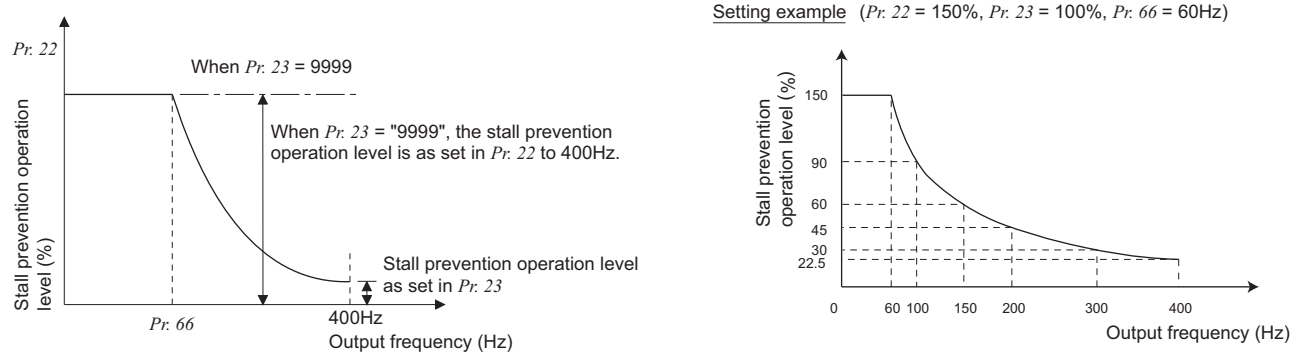 Pr. 22
When Pr. 23 = 9999
When Pr. 23 = "9999", the stall prevention
operation level is as set in Pr. 22 to 400Hz.
Stall prevention operation
level (%)
Stall prevention operation level
as set in Pr. 23
Pr. 66
400Hz
Output frequency (Hz)
Setting example (Pr. 22 = 150%, Pr. 23 = 100%, Pr. 66 = 60Hz)
Stall prevention
operation level (%)
150
90
60
45
30
22.5
0 60 100 150 200 300 400
Output frequency (Hz)